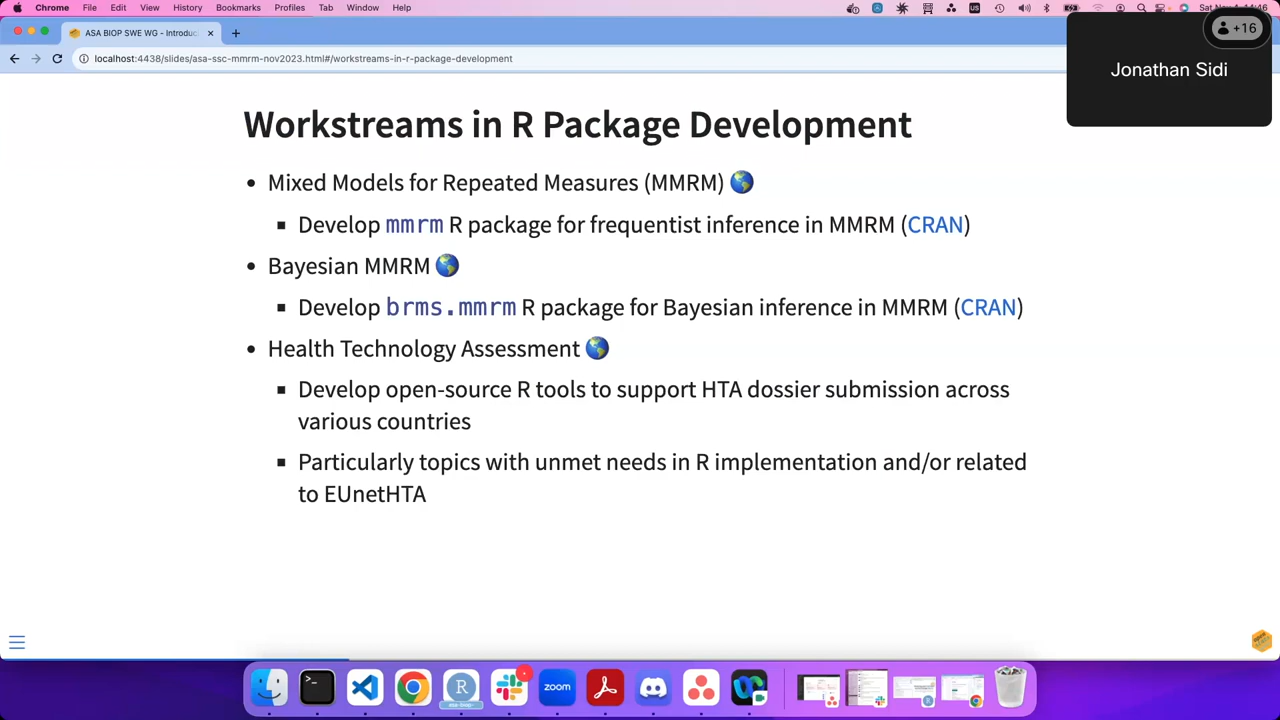 Chrome File Edit View History Bookmarks Profiles Tab Window Help
ASA BIOP SWE WG - Introduc
localhost:4438/slides/asa-ssc-mmrm-nov2023.html#/workstreams-in-r-package-development
+16
Jonathan Sidi
Workstreams in R Package Development
Mixed Models for Repeated Measures (MMRM)
Develop mmrm R package for frequentist inference in MMRM (CRAN)
Bayesian MMRM
Develop brms.mmrm R package for Bayesian inference in MMRM (CRAN)
Health Technology Assessment
Develop open-source R tools to support HTA dossier submission across
various countries
Particularly topics with unmet needs in R implementation and/or related
to EUnetHTA
zoom